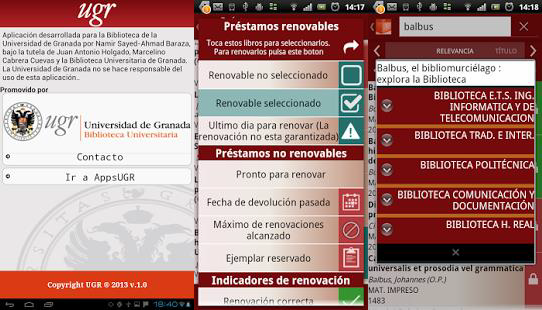 ugr
Aplicación desarrollada para la Biblioteca de la
Universidad de Granada por Namir Sayed-Ahmad Baraza,
bajo la tutela de Juan Antonio Holgado, Marcelino
Cabrera Cuevas y la Biblioteca Universitaria de Granada.
La Universidad de Granada no se hace responsable del
uso de esta aplicación..
Promovido por
ugr
Universidad de Granada
Biblioteca Universitaria
Contacto
Ir a AppsUGR
Copyright UGR ® 2013 v.1.0
18:40
14:17
Préstamos renovables
Toca estos libros para seleccionarlos.
Para renovarlos pulsa este boton
Renovable no seleccionado
Renovable seleccionado
Ultimo dia para renovar (La
renovación no esta garantizada)
Préstamos no renovables
Pronto para renovar
Fecha de devolución pasada
Máximo de renovaciones
alcanzado
Ejemplar reservado
Indicadores de renovación
Renovación correcta
14:18
balbus
RELEVANCIA
TÍTULO
Balbus, el bibliomurciélago :
explora la Biblioteca
BIBLIOTECA E.T.S. ING.
INFORMATICA Y DE
TELECOMUNICACION
BIBLIOTECA TRAD. E INTER.
BIBLIOTECA POLITÉCNICA
BIBLIOTECA COMUNICACIÓN Y
DOCUMENTACIÓN
BIBLIOTECA H. REAL
universalis et prosodia vel grammatica
Balbus, Johannes (O.P.)
MAT. IMPRESO
1483